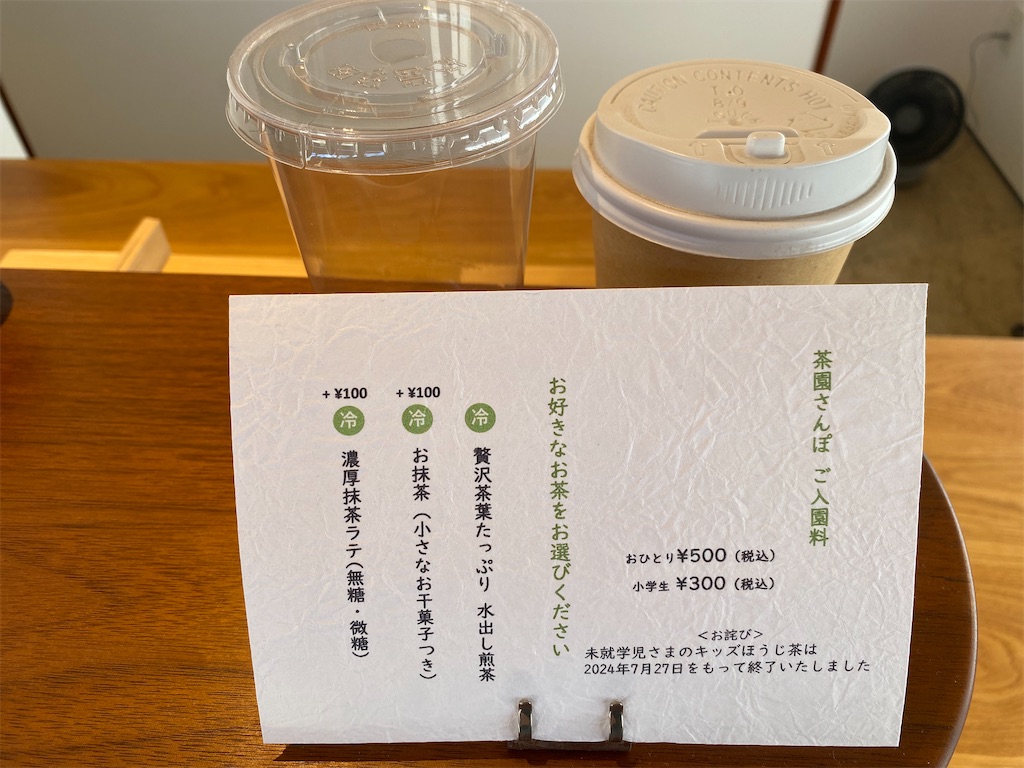 茶園さんぽ ご入園料
おひとり¥500（税込）
小学生 ¥300（税込）
＜お詫び＞
未就学児さまのキッズほうじ茶は
2024年7月27日をもって終了いたしました
お好きなお茶をお選びください
冷
贅沢茶葉たっぷり 水出し煎茶
+ ¥100
冷
お抹茶（小さなお干菓子つき）
+ ¥100
冷
濃厚抹茶ラテ（無糖・微糖）
CAUTION CONTENTS HOT